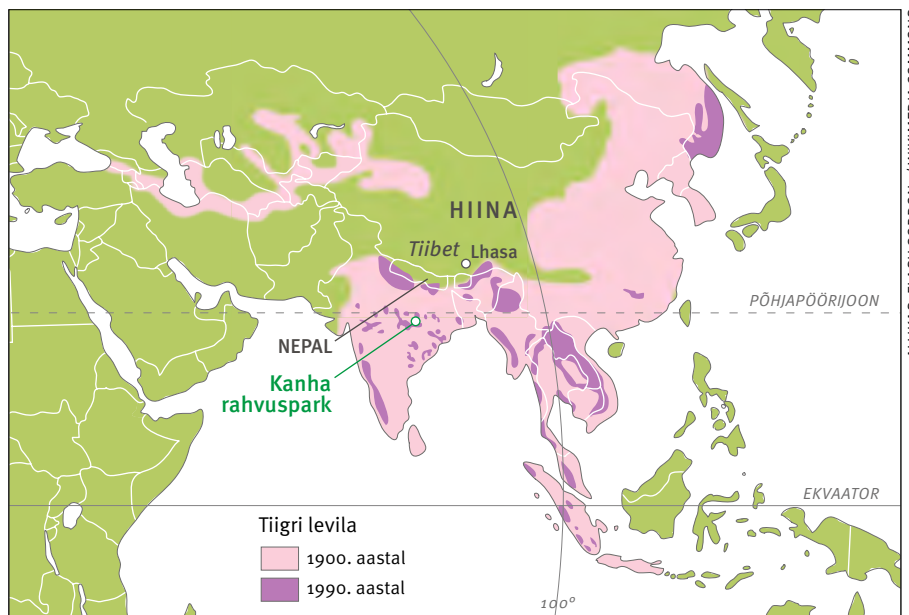 HIINA
Tiibet
Lhasa
PÕHJAPÖÖRIJOON
NEPAL
Kanha
rahvuspark
EKVAATOR
Tiigri levila
1900. aastal
1990. aastal
100°